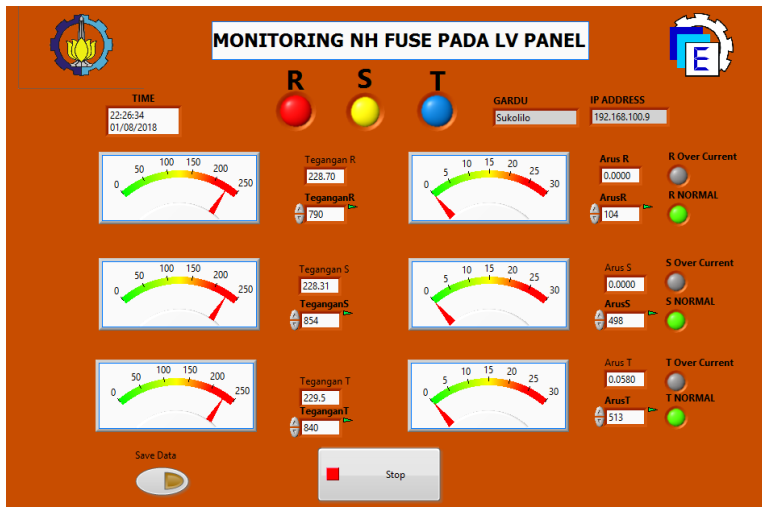 MONITORING NH FUSE PADA LV PANEL
E
R S T
TIME
22:26:34
01/08/2018
GARDU
Sukolilo
IP ADDRESS
192.168.100.9
0 50 100 150 200 250
Tegangan R
228.70
TeganganR
790
0 5 10 15 20 25 30
Arus R
0.0000
ArusR
104
R Over Current
R NORMAL
0 50 100 150 200 250
Tegangan S
228.31
TeganganS
854
0 5 10 15 20 25 30
Arus S
0.0000
ArusS
498
S Over Current
S NORMAL
0 50 100 150 200 250
Tegangan T
229.5
TeganganT
840
0 5 10 15 20 25 30
Arus T
0.0580
ArusT
513
T Over Current
T NORMAL
Save Data
Stop